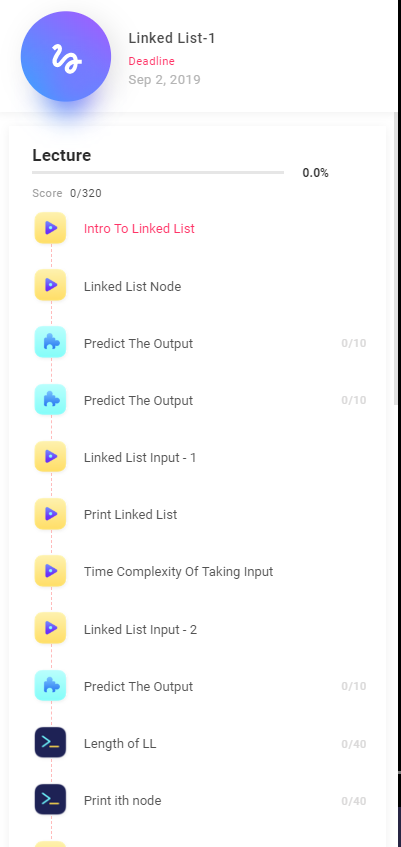 Linked List-1
Deadline
Sep 2, 2019
Lecture
0.0%
Score 0/320
Intro To Linked List
Linked List Node
Predict The Output 0/10
Predict The Output 0/10
Linked List Input - 1
Print Linked List
Time Complexity Of Taking Input
Linked List Input - 2
Predict The Output 0/10
Length of LL 0/40
Print ith node 0/40